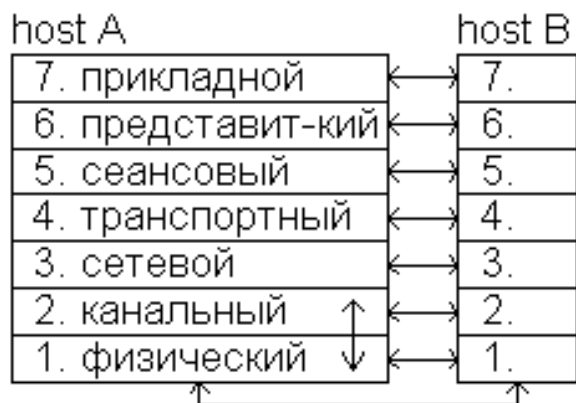 host A host B
7. прикладной 7.
6. представит-кий 6.
5. сеансовый 5.
4. транспортный 4.
3. сетевой 3.
2. канальный 2.
1. физический 1.